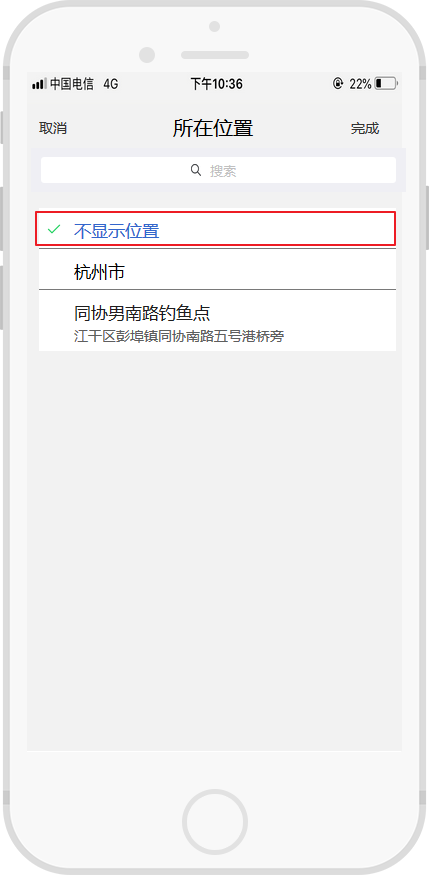 中国电信 4G 下午10:36 22%
取消 所在位置 完成
搜索
不显示位置
杭州市
同协男南路钓鱼点
江干区彭埠镇同协南路五号港桥旁